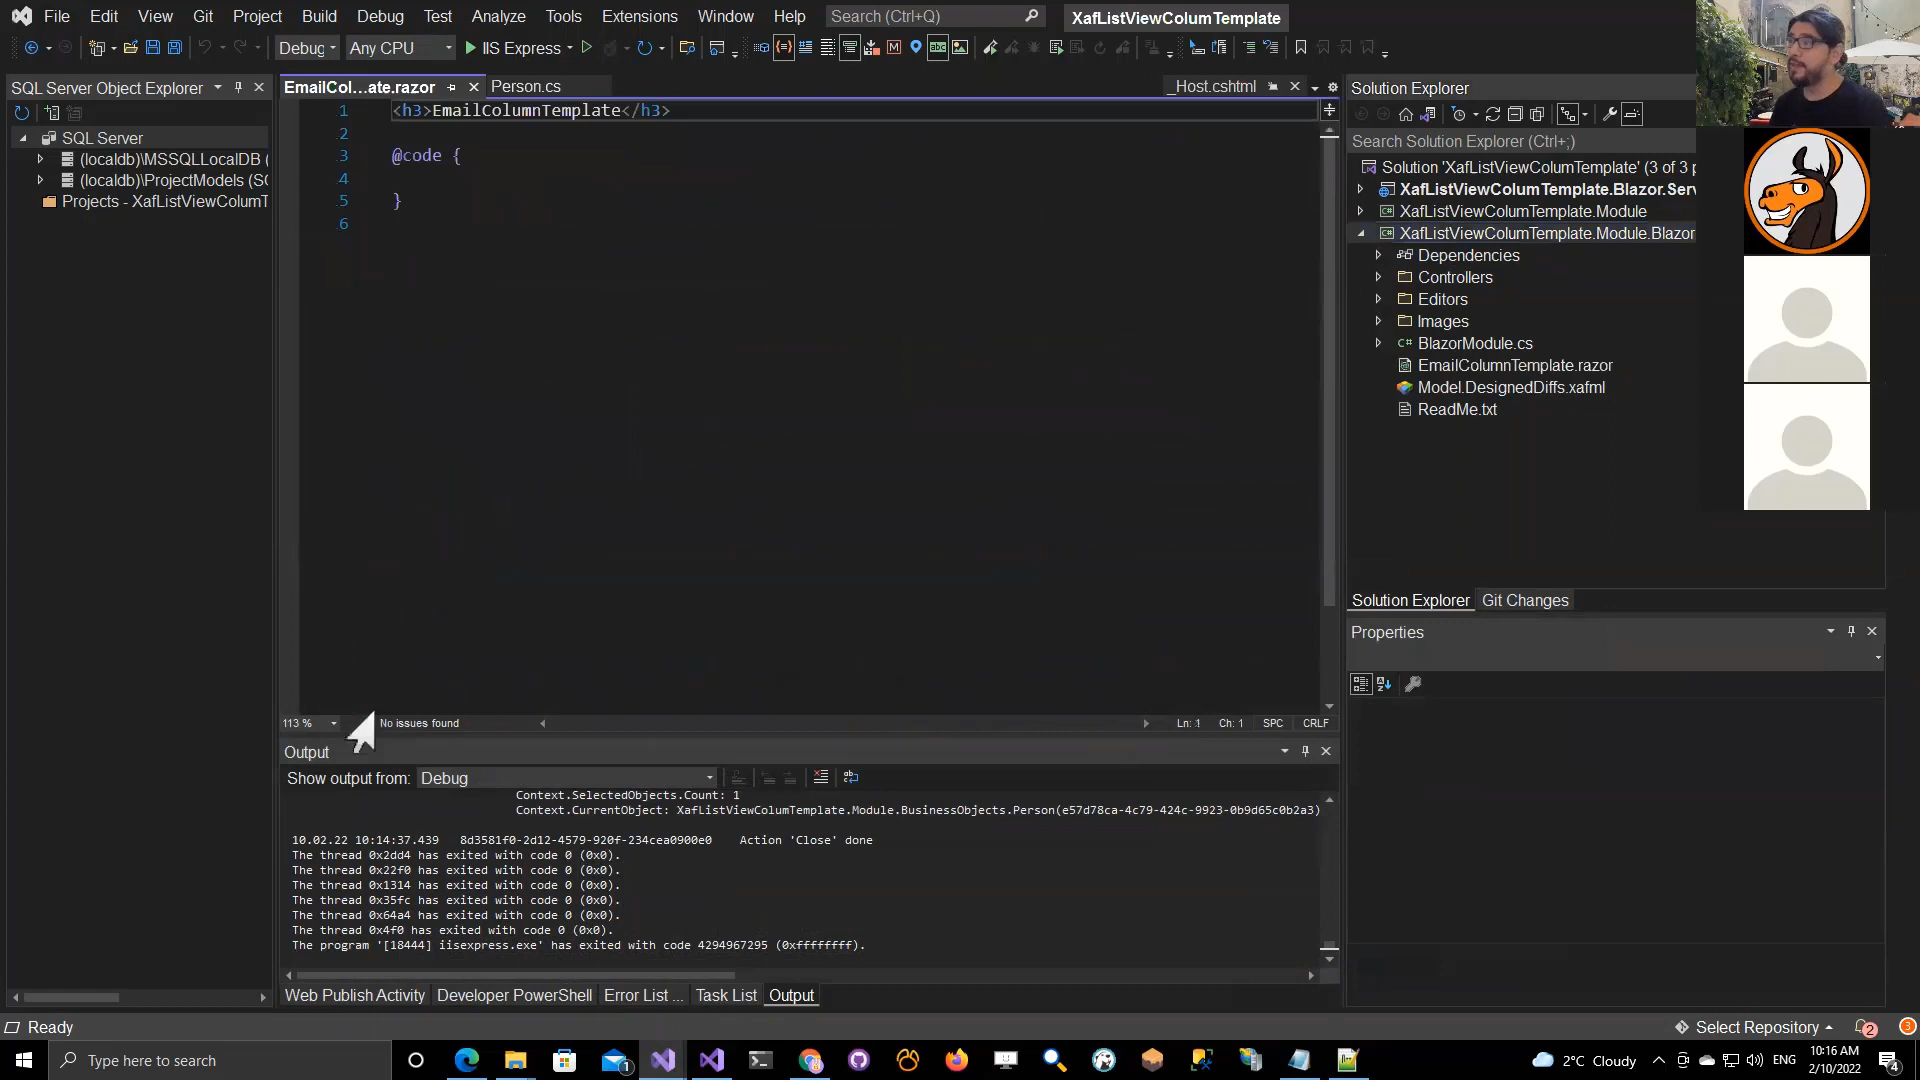 File Edit View Git Project Build Debug Test Analyze Tools Extensions Window Help Search (Ctrl+Q) XafListViewColumTemplate
Debug Any CPU IIS Express
SQL Server Object Explorer
SQL Server
(localdb)\MSSQLLocalDB (
(localdb)\ProjectModels (SQ
Projects - XafListViewColumT
EmailCol…ate.razor Person.cs _Host.cshtml
1 <h3>EmailColumnTemplate</h3>
2
3 @code {
4
5 }
6
113 % No issues found Ln: 1 Ch: 1 SPC CRLF
Output
Show output from: Debug
Context.SelectedObjects.Count: 1
Context.CurrentObject: XafListViewColumTemplate.Module.BusinessObjects.Person(e57d78ca-4c79-424c-9923-0b9d65c0b2a3)
10.02.22 10:14:37.439 8d3581f0-2d12-4579-920f-234cea0900e0 Action 'Close' done
The thread 0x2dd4 has exited with code 0 (0x0).
The thread 0x22f0 has exited with code 0 (0x0).
The thread 0x1314 has exited with code 0 (0x0).
The thread 0x35fc has exited with code 0 (0x0).
The thread 0x64a4 has exited with code 0 (0x0).
The thread 0x4f0 has exited with code 0 (0x0).
The program '[18444] iisexpress.exe' has exited with code 4294967295 (0xffffffff).
Web Publish Activity Developer PowerShell Error List ... Task List Output
Solution Explorer
Search Solution Explorer (Ctrl+;)
Solution 'XafListViewColumTemplate' (3 of 3 p
XafListViewColumTemplate.Blazor.Serv
XafListViewColumTemplate.Module
XafListViewColumTemplate.Module.Blazor
Dependencies
Controllers
Editors
Images
C# BlazorModule.cs
EmailColumnTemplate.razor
Model.DesignedDiffs.xafml
ReadMe.txt
Solution Explorer Git Changes
Properties
Ready Select Repository 2 3
Type here to search 1 2°C Cloudy ENG 10:16 AM 2/10/2022 4